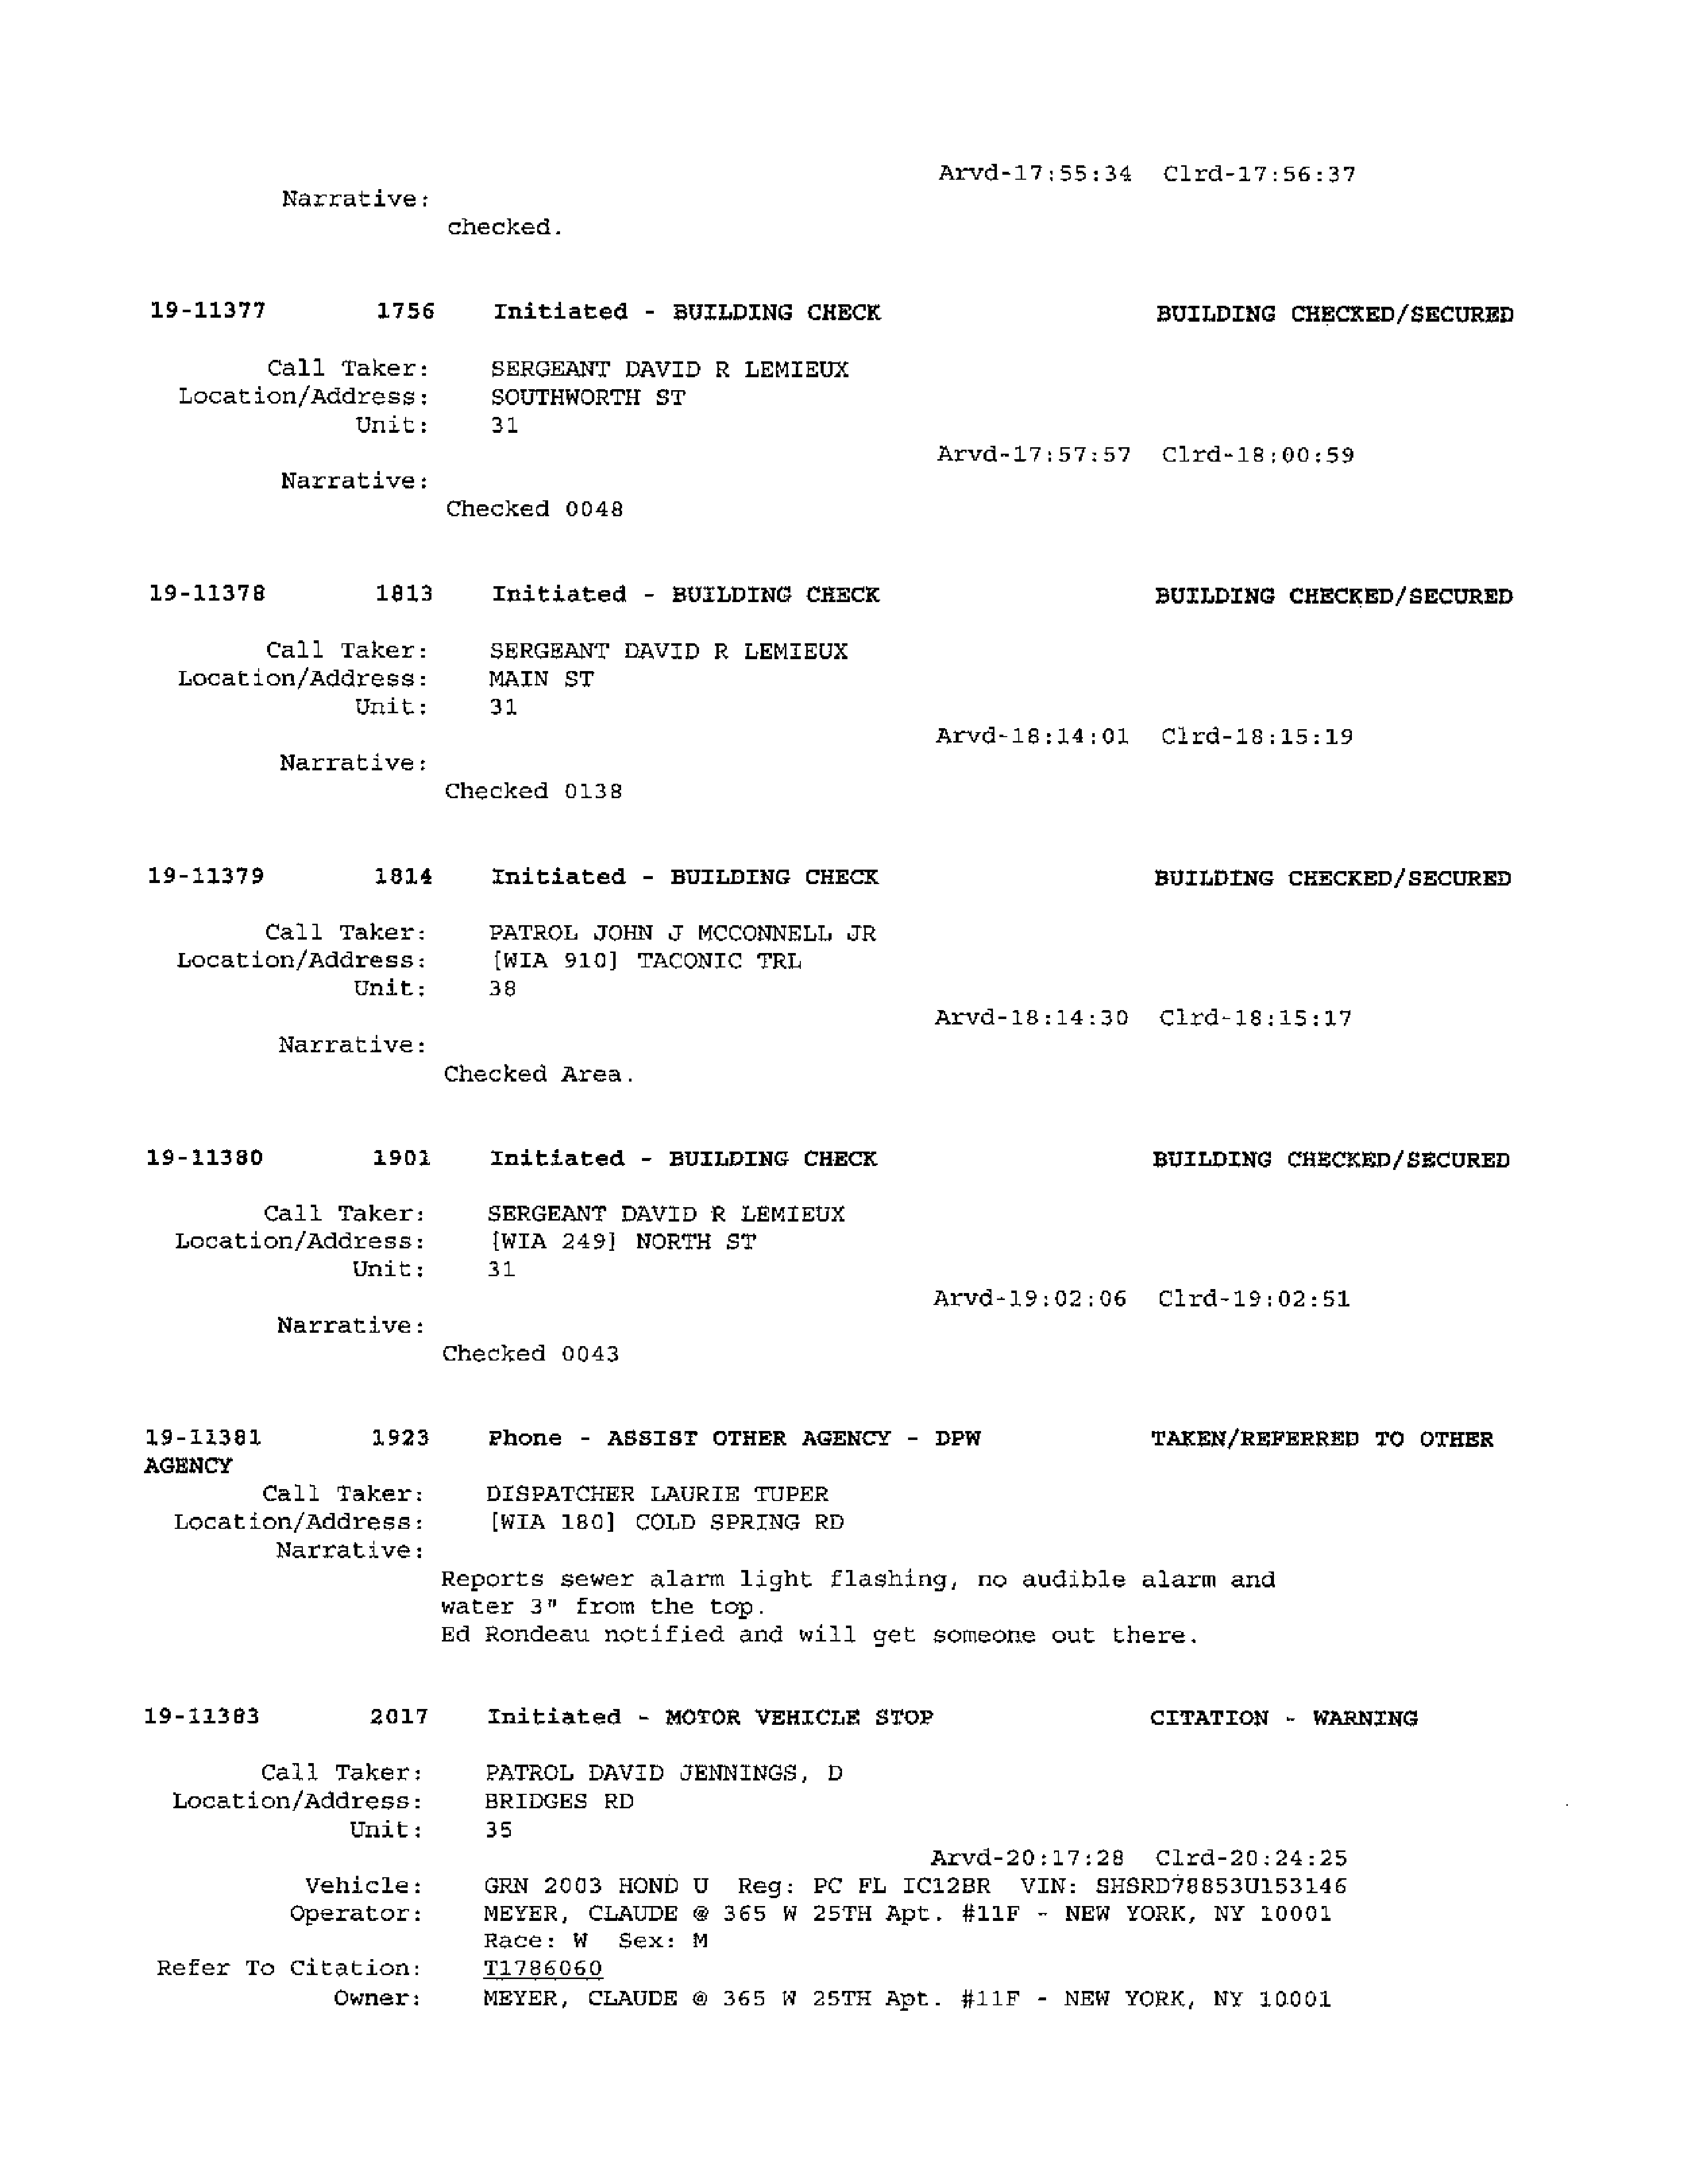 Arvd-17:55:34 Clrd-17:56:37
Narrative:
checked.
19-11377 1756 Initiated - BUILDING CHECK BUILDING CHECKED/SECURED
Call Taker: SERGEANT DAVID R LEMIEUX
Location/Address: SOUTHWORTH ST
Unit: 31
Arvd-17:57:57 Clrd-18:00:59
Narrative:
Checked 0048
19-11378 1813 Initiated - BUILDING CHECK BUILDING CHECKED/SECURED
Call Taker: SERGEANT DAVID R LEMIEUX
Location/Address: MAIN ST
Unit: 31
Arvd-18:14:01 Clrd-18:15:19
Narrative:
Checked 0138
19-11379 1814 Initiated - BUILDING CHECK BUILDING CHECKED/SECURED
Call Taker: PATROL JOHN J MCCONNELL JR
Location/Address: [WIA 910] TACONIC TRL
Unit: 38
Arvd-18:14:30 Clrd-18:15:17
Narrative:
Checked Area.
19-11380 1901 Initiated - BUILDING CHECK BUILDING CHECKED/SECURED
Call Taker: SERGEANT DAVID R LEMIEUX
Location/Address: [WIA 249] NORTH ST
Unit: 31
Arvd-19:02:06 Clrd-19:02:51
Narrative:
Checked 0043
19-11381 1923 Phone - ASSIST OTHER AGENCY - DPW TAKEN/REFERRED TO OTHER
AGENCY
Call Taker: DISPATCHER LAURIE TUPER
Location/Address: [WIA 180] COLD SPRING RD
Narrative:
Reports sewer alarm light flashing, no audible alarm and
water 3" from the top.
Ed Rondeau notified and will get someone out there.
19-11383 2017 Initiated - MOTOR VEHICLE STOP CITATION - WARNING
Call Taker: PATROL DAVID JENNINGS, D
Location/Address: BRIDGES RD
Unit: 35
Arvd-20:17:28 Clrd-20:24:25
Vehicle: GRN 2003 HOND U Reg: PC FL IC12BR VIN: SHSRD78853U153146
Operator: MEYER, CLAUDE @ 365 W 25TH Apt. #11F - NEW YORK, NY 10001
Race: W Sex: M
Refer To Citation: T1786060
Owner: MEYER, CLAUDE @ 365 W 25TH Apt. #11F - NEW YORK, NY 10001